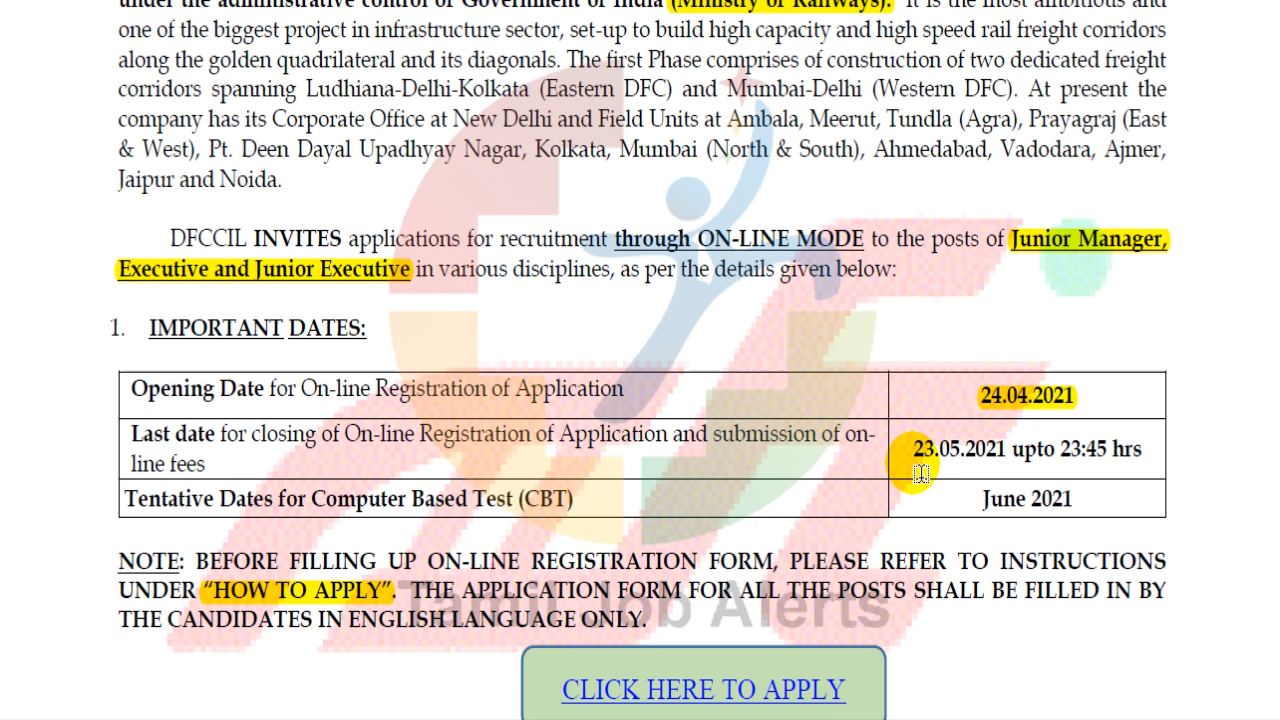 under the administrative control of Government of India (Ministry of Railways). It is the most ambitious and
one of the biggest project in infrastructure sector, set-up to build high capacity and high speed rail freight corridors
along the golden quadrilateral and its diagonals. The first Phase comprises of construction of two dedicated freight
corridors spanning Ludhiana-Delhi-Kolkata (Eastern DFC) and Mumbai-Delhi (Western DFC). At present the
company has its Corporate Office at New Delhi and Field Units at Ambala, Meerut, Tundla (Agra), Prayagraj (East
& West), Pt. Deen Dayal Upadhyay Nagar, Kolkata, Mumbai (North & South), Ahmedabad, Vadodara, Ajmer,
Jaipur and Noida.
DFCCIL INVITES applications for recruitment through ON-LINE MODE to the posts of Junior Manager,
Executive and Junior Executive in various disciplines, as per the details given below:
1. IMPORTANT DATES:
Opening Date for On-line Registration of Application 24.04.2021
Last date for closing of On-line Registration of Application and submission of on-
line fees 23.05.2021 upto 23:45 hrs
Tentative Dates for Computer Based Test (CBT) June 2021
NOTE: BEFORE FILLING UP ON-LINE REGISTRATION FORM, PLEASE REFER TO INSTRUCTIONS
UNDER “HOW TO APPLY”. THE APPLICATION FORM FOR ALL THE POSTS SHALL BE FILLED IN BY
THE CANDIDATES IN ENGLISH LANGUAGE ONLY.
Tamil Job Alerts
CLICK HERE TO APPLY